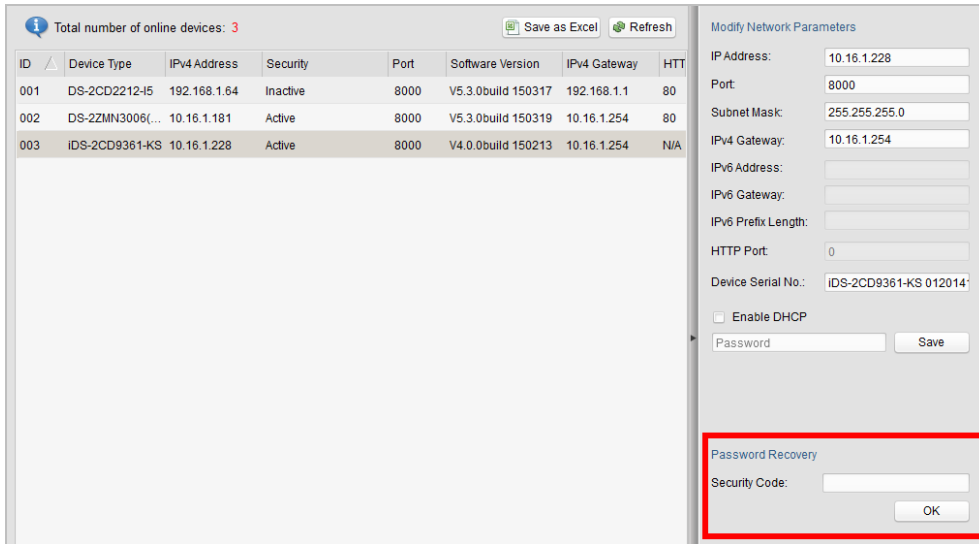 Total number of online devices: 3
Save as Excel
Refresh
ID Device Type IPv4 Address Security Port Software Version IPv4 Gateway HTT
001 DS-2CD2212-I5 192.168.1.64 Inactive 8000 V5.3.0build 150317 192.168.1.1 80
002 DS-2ZMN3006(... 10.16.1.181 Active 8000 V5.3.0build 150319 10.16.1.254 80
003 iDS-2CD9361-KS 10.16.1.228 Active 8000 V4.0.0build 150213 10.16.1.254 N/A
Modify Network Parameters
IP Address: 10.16.1.228
Port: 8000
Subnet Mask: 255.255.255.0
IPv4 Gateway: 10.16.1.254
IPv6 Address:
IPv6 Gateway:
IPv6 Prefix Length:
HTTP Port: 0
Device Serial No.: iDS-2CD9361-KS 012014
Enable DHCP
Password Save
Password Recovery
Security Code:
OK